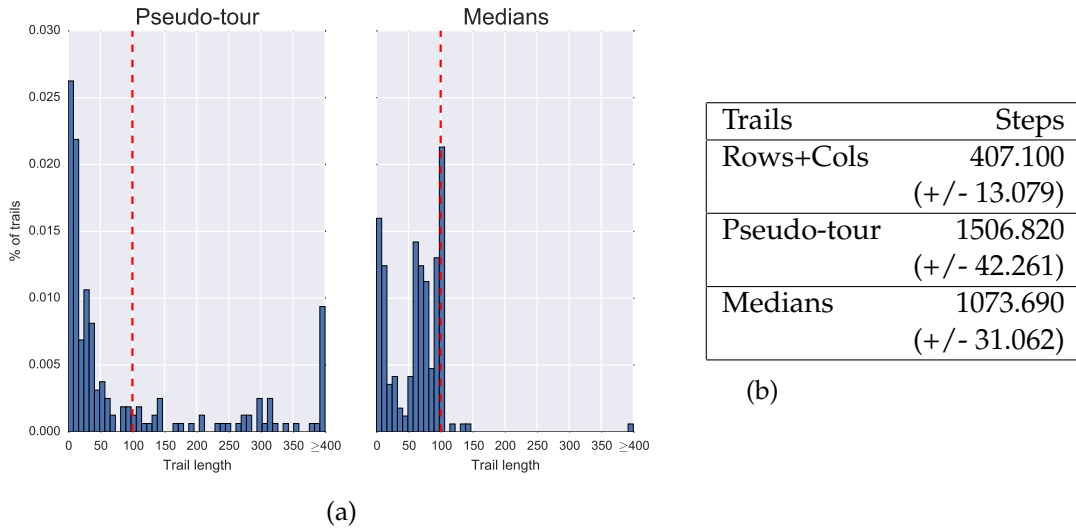 Pseudo-tour
Medians
0.030
0.025
0.020
0.015
0.010
0.005
0.000
% of trails
0 50 100 150 200 250 300 350 ≥400
0 50 100 150 200 250 300 350 ≥400
Trail length
Trail length
(a)
Trails Steps
Rows+Cols 407.100
(+/- 13.079)
Pseudo-tour 1506.820
(+/- 42.261)
Medians 1073.690
(+/- 31.062)
(b)